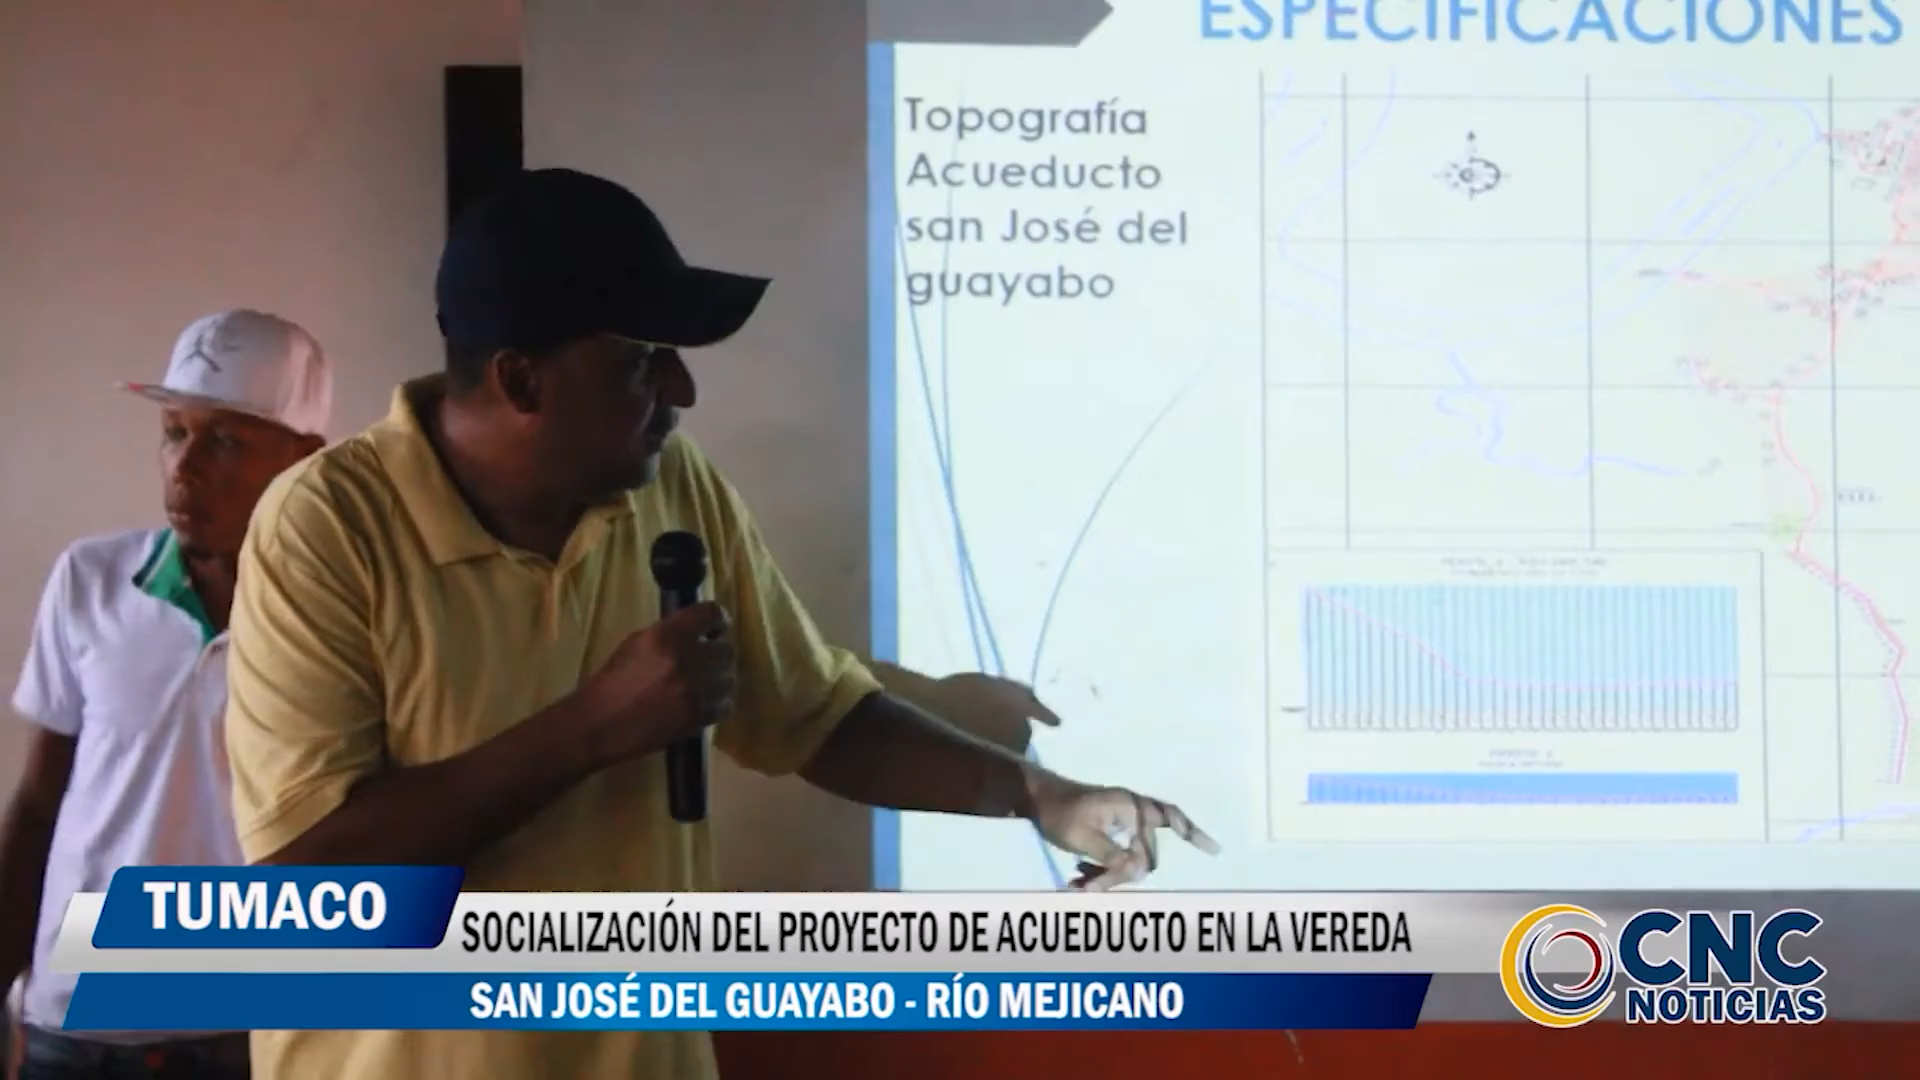 ESPECIFICACIONES
Topografía
Acueducto
san José del
guayabo
TUMACO
SOCIALIZACIÓN DEL PROYECTO DE ACUEDUCTO EN LA VEREDA
SAN JOSÉ DEL GUAYABO - RÍO MEJICANO
CNC
NOTICIAS